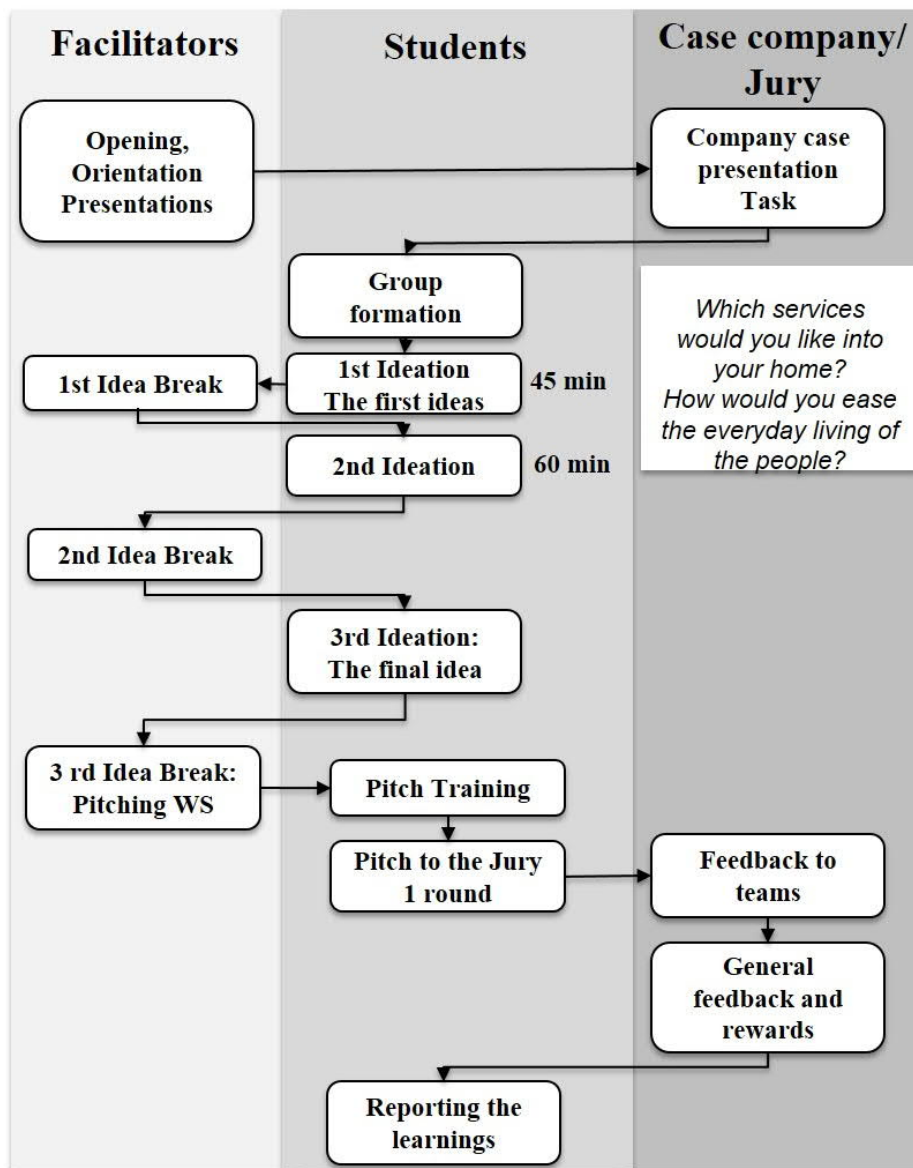 Facilitators
Students
Case company/
Jury
Opening,
Orientation
Presentations
Company case
presentation
Task
Group
formation
Which services
would you like into
your home?
How would you ease
the everyday living of
the people?
1st Idea Break
1st Ideation
The first ideas
45 min
2nd Ideation
60 min
2nd Idea Break
3rd Ideation:
The final idea
3 rd Idea Break:
Pitching WS
Pitch Training
Pitch to the Jury
1 round
Feedback to
teams
General
feedback and
rewards
Reporting the
learnings